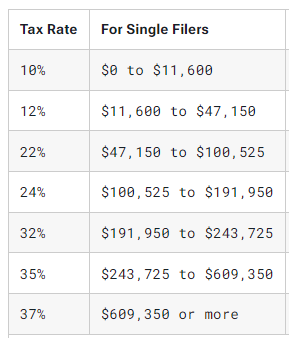 Tax Rate For Single Filers
10% $0 to $11,600
12% $11,600 to $47,150
22% $47,150 to $100,525
24% $100,525 to $191,950
32% $191,950 to $243,725
35% $243,725 to $609,350
37% $609,350 or more